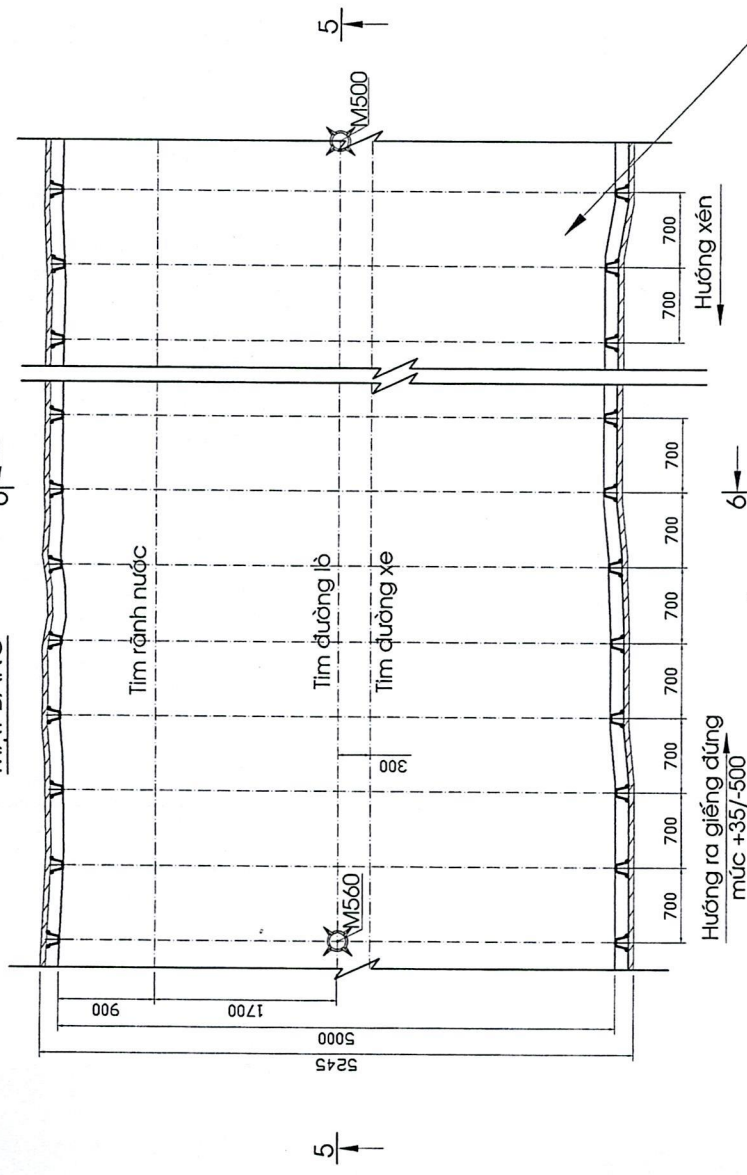 6
5
5
M500
M560
Tim rãnh nước
Tim đường lò
Tim đường xe
300
900
1700
5000
5245
700 700 700 700 700 700 700
700 700
Hướng ra giếng đứng
mức +35/-500
6
Hướng xén